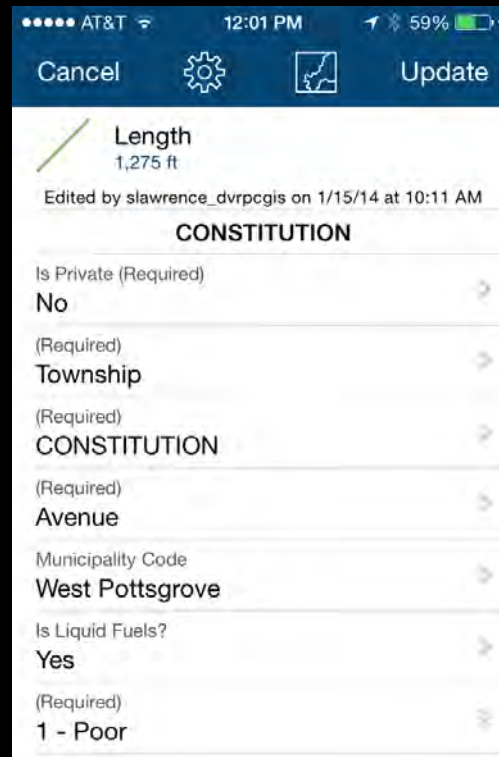 AT&T 12:01 PM 59%
Cancel Update
Length
1,275 ft
Edited by slawrence_dvrpcgis on 1/15/14 at 10:11 AM
CONSTITUTION
Is Private (Required)
No
(Required)
Township
(Required)
CONSTITUTION
(Required)
Avenue
Municipality Code
West Pottsgrove
Is Liquid Fuels?
Yes
(Required)
1 - Poor